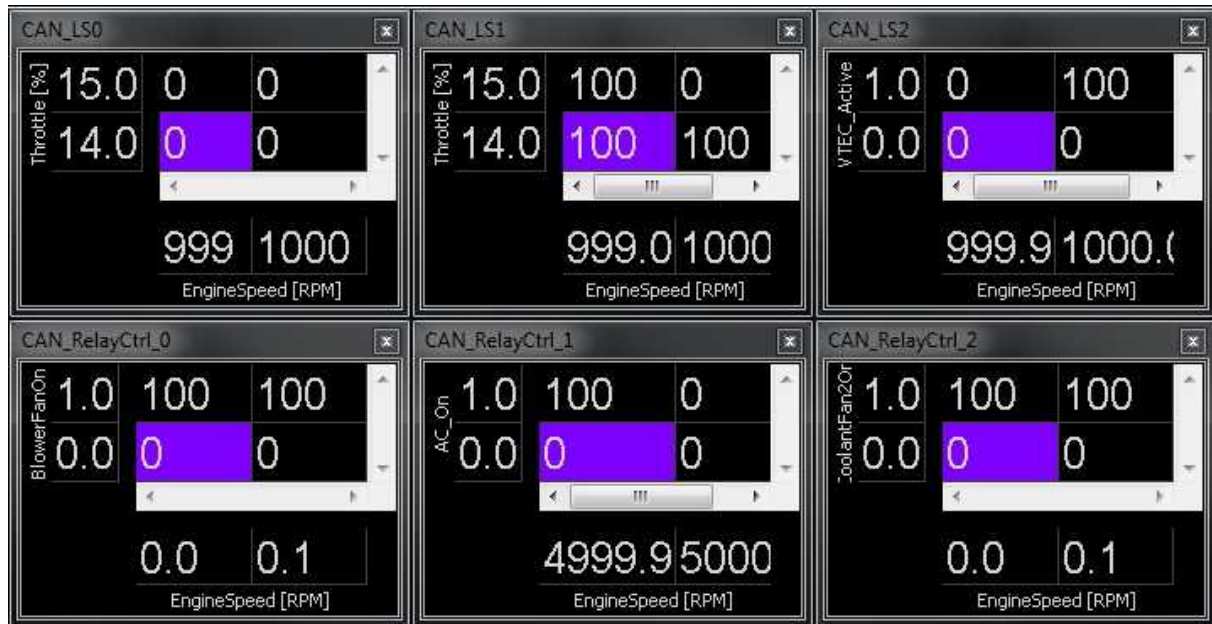 CAN_LS0
CAN_LS1
CAN_LS2
Throttle [%]
15.0 0 0
14.0 0 0
999 1000
EngineSpeed [RPM]
Throttle [%]
15.0 100 0
14.0 100 100
999.0 1000
EngineSpeed [RPM]
VTEC_Active
1.0 0 100
0.0 0 0
999.9 1000.(
EngineSpeed [RPM]
CAN_RelayCtrl_0
CAN_RelayCtrl_1
CAN_RelayCtrl_2
BlowerFanOn
1.0 100 100
0.0 0 0
0.0 0.1
EngineSpeed [RPM]
AC_On
1.0 100 0
0.0 0 0
4999.9 5000
EngineSpeed [RPM]
oolantFan2Or
1.0 100 100
0.0 0 0
0.0 0.1
EngineSpeed [RPM]